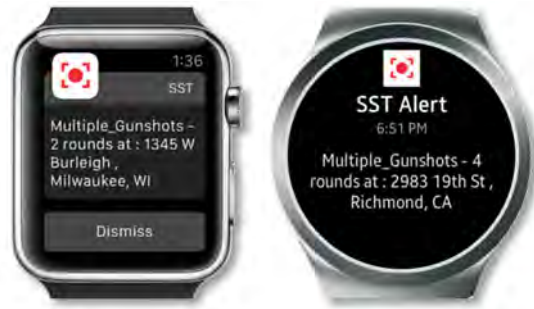 1:36
SST
Multiple_Gunshots -
2 rounds at : 1345 W
Burleigh ,
Milwaukee, WI
Dismiss
SST Alert
6:51 PM
Multiple_Gunshots - 4
rounds at : 2983 19th St ,
Richmond, CA